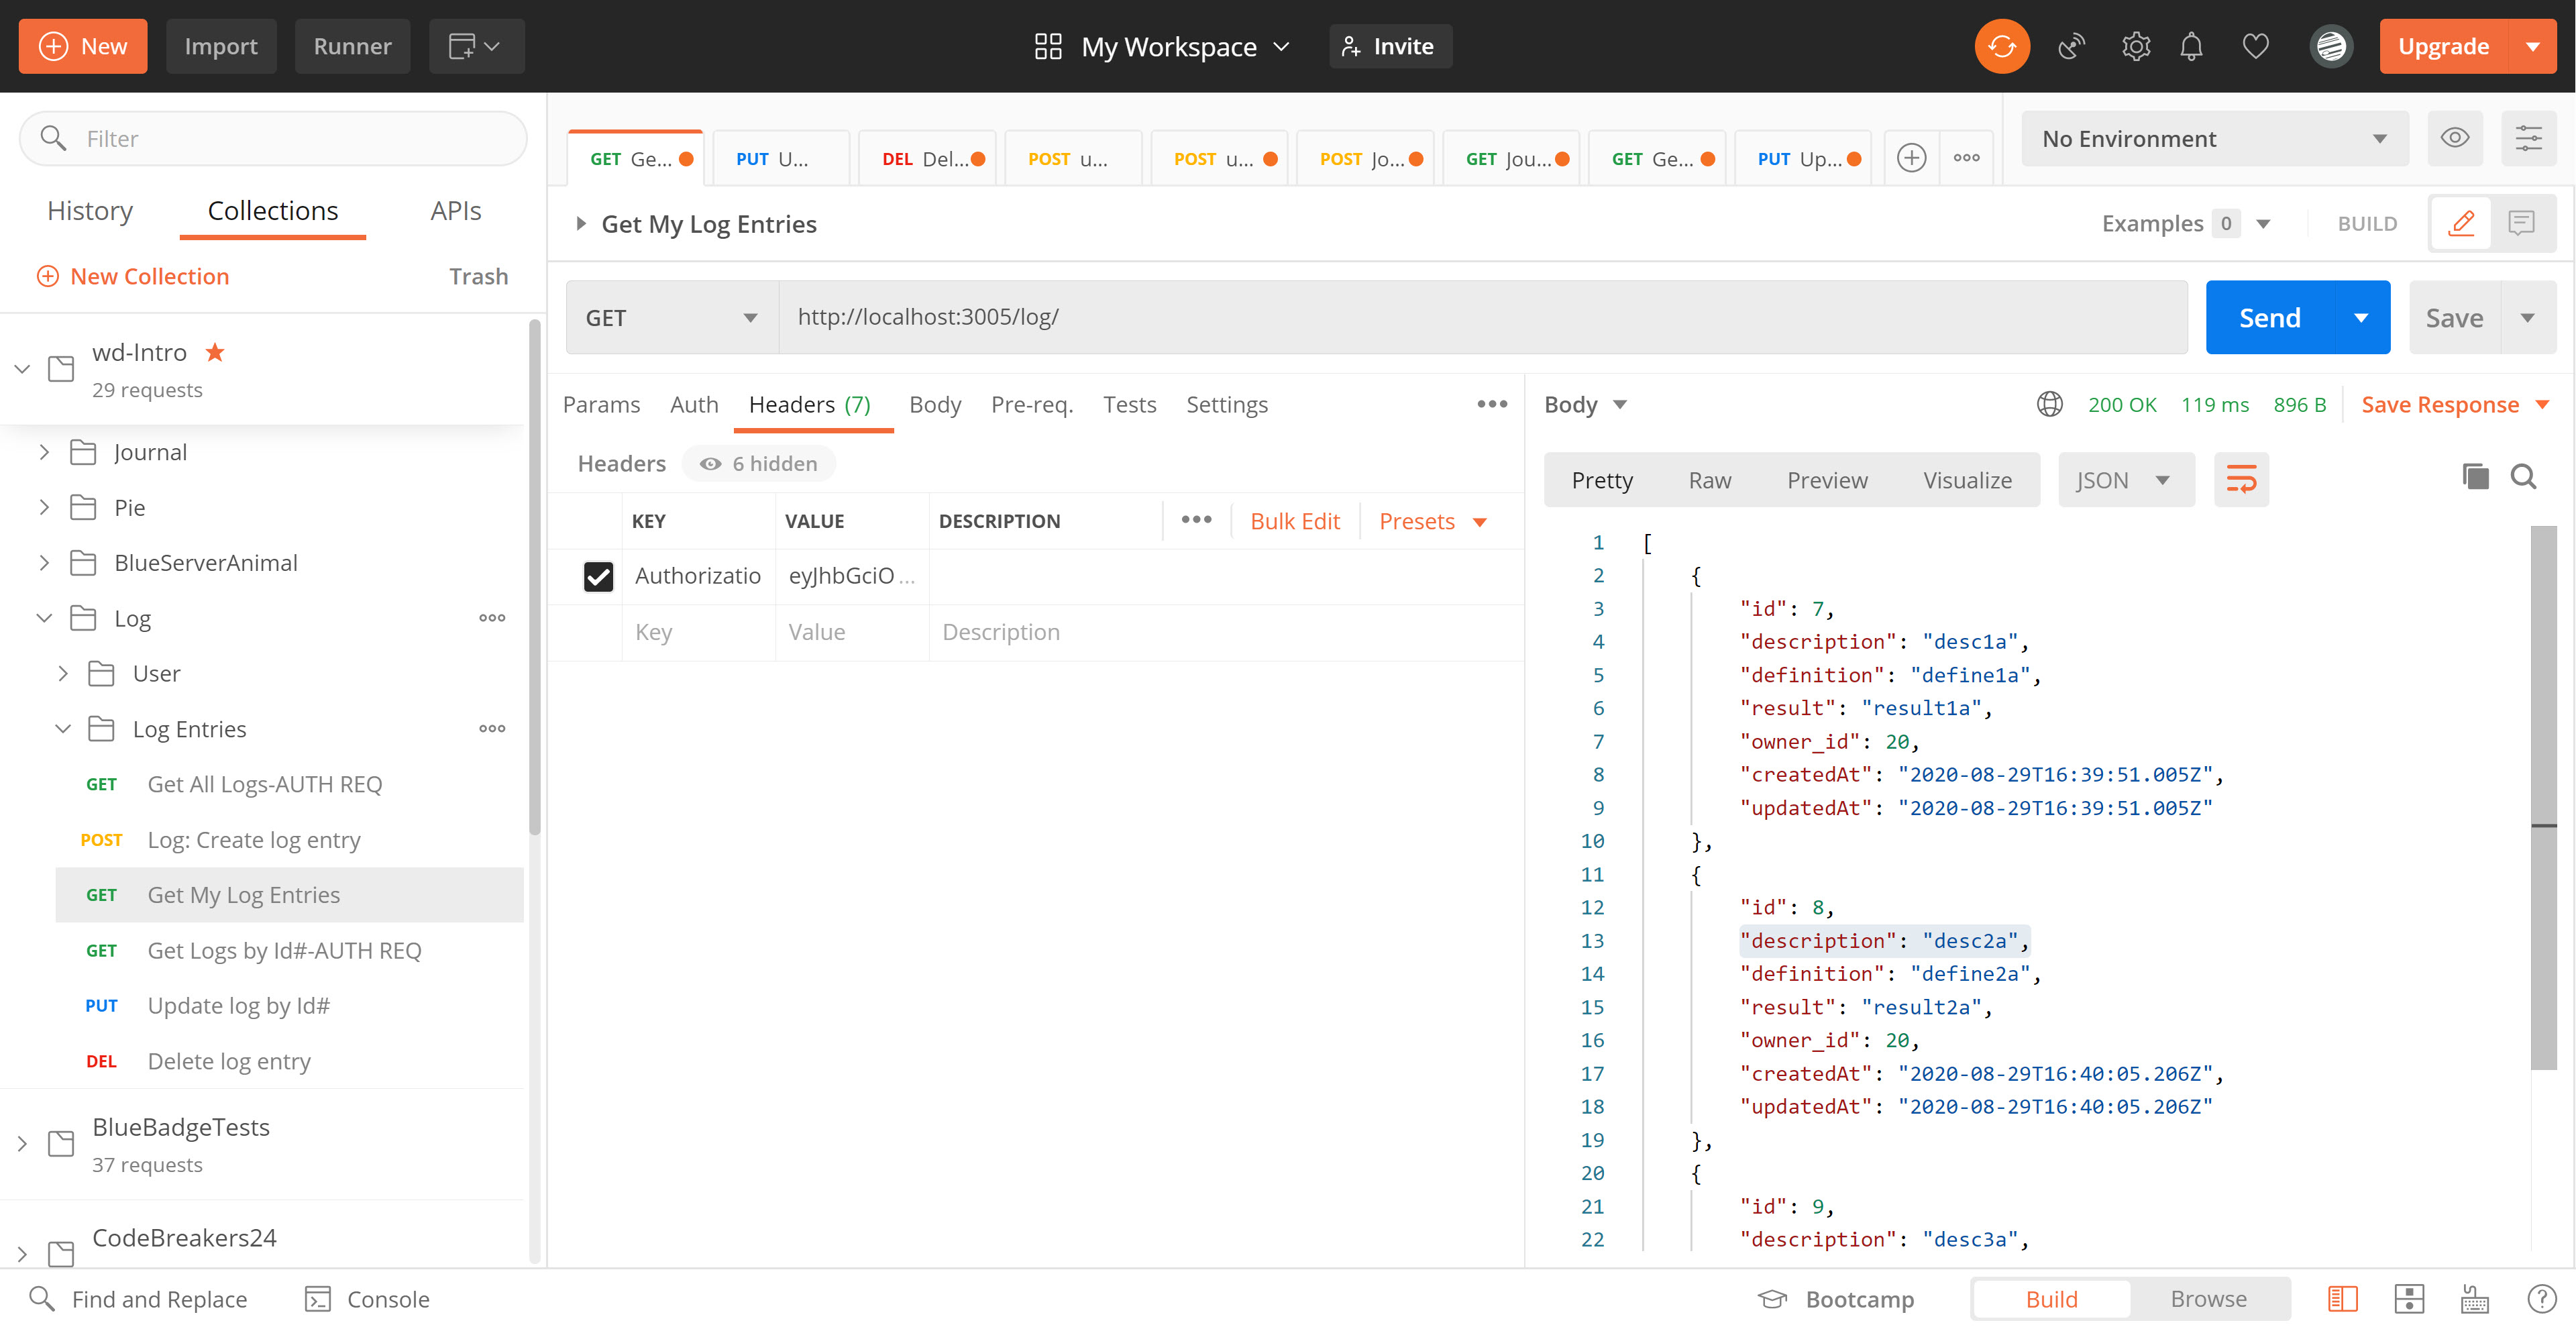 New Import Runner My Workspace Invite Upgrade
Filter
History Collections APIs
New Collection Trash
wd-Intro
29 requests
Journal
Pie
BlueServerAnimal
Log
User
Log Entries
GET Get All Logs-AUTH REQ
POST Log: Create log entry
GET Get My Log Entries
GET Get Logs by Id#-AUTH REQ
PUT Update log by Id#
DEL Delete log entry
BlueBadgeTests
37 requests
CodeBreakers24
GET Ge... PUT U... DEL Del... POST u... POST u... POST Jo... GET Jou... GET Ge... PUT Up... No Environment
Get My Log Entries Examples 0 BUILD
GET http://localhost:3005/log/ Send Save
Params Auth Headers (7) Body Pre-req. Tests Settings
Headers 6 hidden
KEY VALUE DESCRIPTION Bulk Edit Presets
Authorizatio eyJhbGciO ...
Key Value Description
Body 200 OK 119 ms 896 B Save Response
Pretty Raw Preview Visualize JSON
1 [
2 {
3 "id": 7,
4 "description": "desc1a",
5 "definition": "define1a",
6 "result": "result1a",
7 "owner_id": 20,
8 "createdAt": "2020-08-29T16:39:51.005Z",
9 "updatedAt": "2020-08-29T16:39:51.005Z"
10 },
11 {
12 "id": 8,
13 "description": "desc2a",
14 "definition": "define2a",
15 "result": "result2a",
16 "owner_id": 20,
17 "createdAt": "2020-08-29T16:40:05.206Z",
18 "updatedAt": "2020-08-29T16:40:05.206Z"
19 },
20 {
21 "id": 9,
22 "description": "desc3a",
Find and Replace Console Bootcamp Build Browse